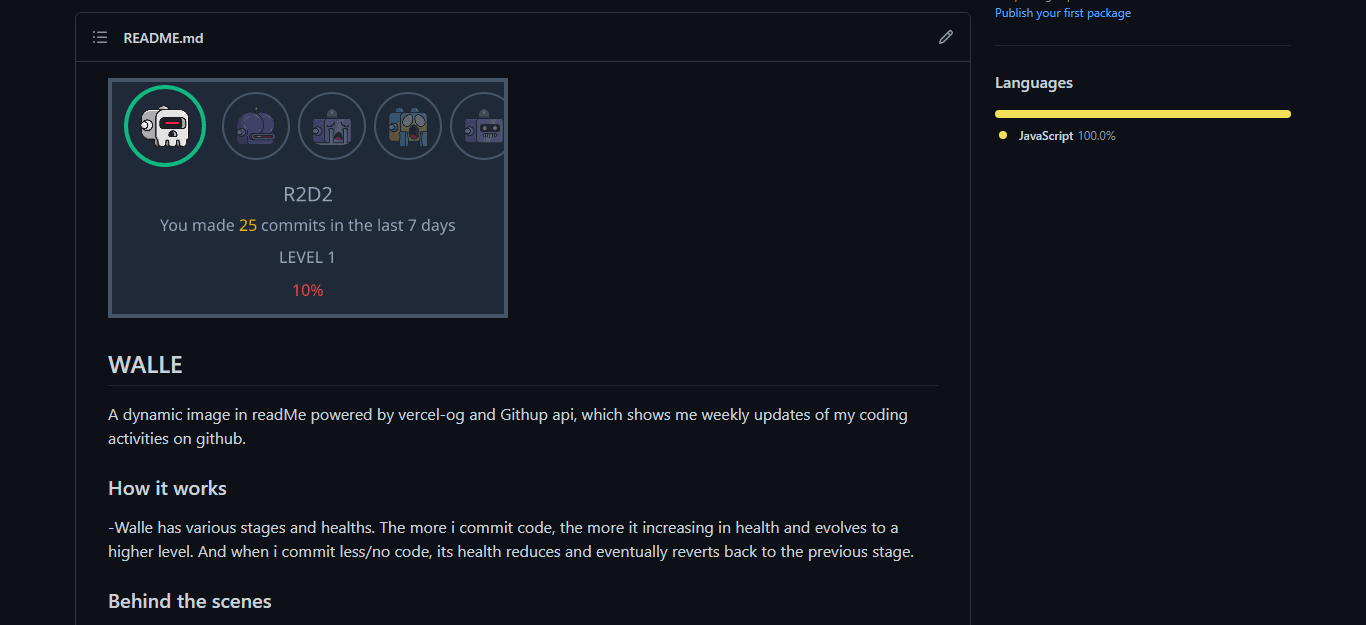 Publish your first package
README.md
Languages
JavaScript 100.0%
R2D2
You made 25 commits in the last 7 days
LEVEL 1
10%
WALLE
A dynamic image in readMe powered by vercel-og and Githup api, which shows me weekly updates of my coding
activities on github.
How it works
-Walle has various stages and healths. The more i commit code, the more it increasing in health and evolves to a
higher level. And when i commit less/no code, its health reduces and eventually reverts back to the previous stage.
Behind the scenes